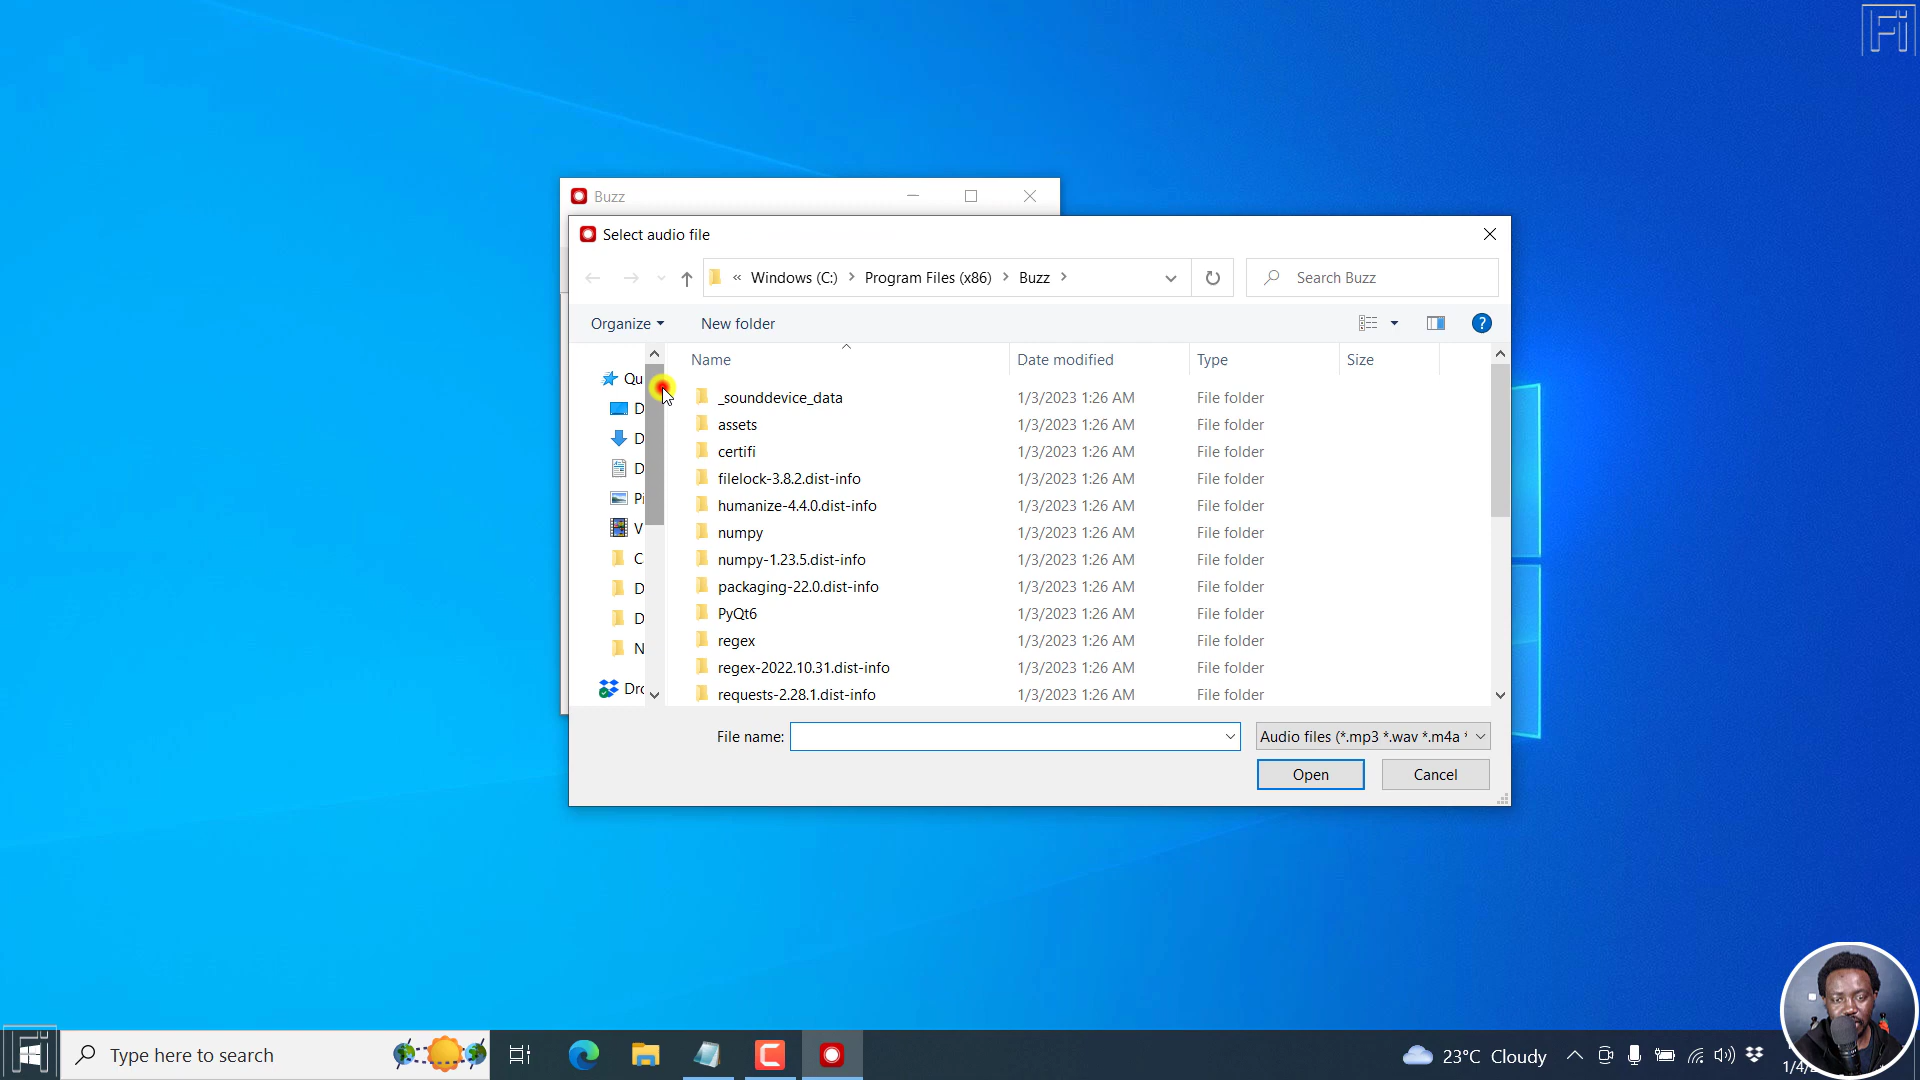 Fi
Buzz
Select audio file
« Windows (C:) > Program Files (x86) > Buzz >
Search Buzz
Organize
New folder
Name
Date modified
Type
Size
Qu
_sounddevice_data 1/3/2023 1:26 AM File folder
D
assets 1/3/2023 1:26 AM File folder
D
certifi 1/3/2023 1:26 AM File folder
D
filelock-3.8.2.dist-info 1/3/2023 1:26 AM File folder
Pi
humanize-4.4.0.dist-info 1/3/2023 1:26 AM File folder
V
numpy 1/3/2023 1:26 AM File folder
C
numpy-1.23.5.dist-info 1/3/2023 1:26 AM File folder
D
packaging-22.0.dist-info 1/3/2023 1:26 AM File folder
D
PyQt6 1/3/2023 1:26 AM File folder
N
regex 1/3/2023 1:26 AM File folder
regex-2022.10.31.dist-info 1/3/2023 1:26 AM File folder
Dro
requests-2.28.1.dist-info 1/3/2023 1:26 AM File folder
File name:
Audio files (*.mp3 *.wav *.m4a *
Open
Cancel
Fi
Type here to search
23°C Cloudy
1/4/